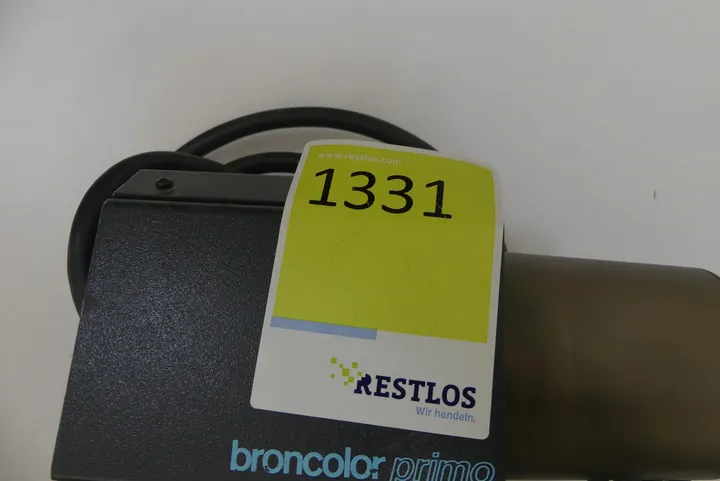 www.restlos.com
1331
RESTLOS
Wir handeln.
broncolor primo